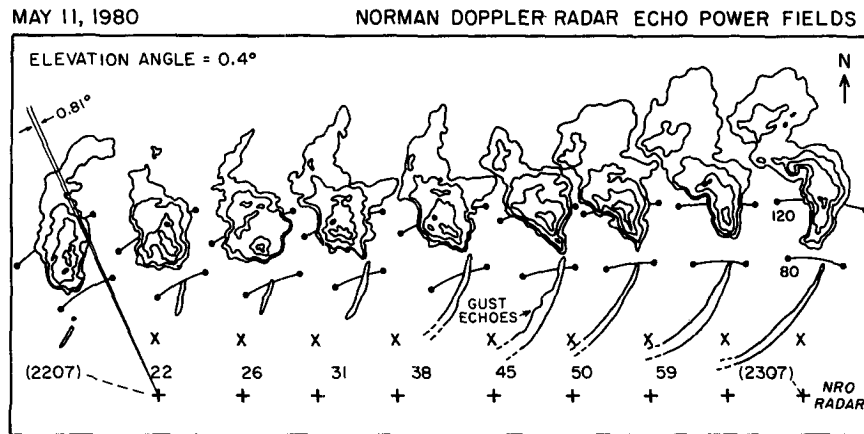 MAY 11, 1980 NORMAN DOPPLER RADAR ECHO POWER FIELDS
ELEVATION ANGLE = 0.4°
N
0.81°
120
80
GUST
ECHOES
X X X X X X X X X
(2207) 22 26 31 38 45 50 59 (2307)
NRO
RADAR